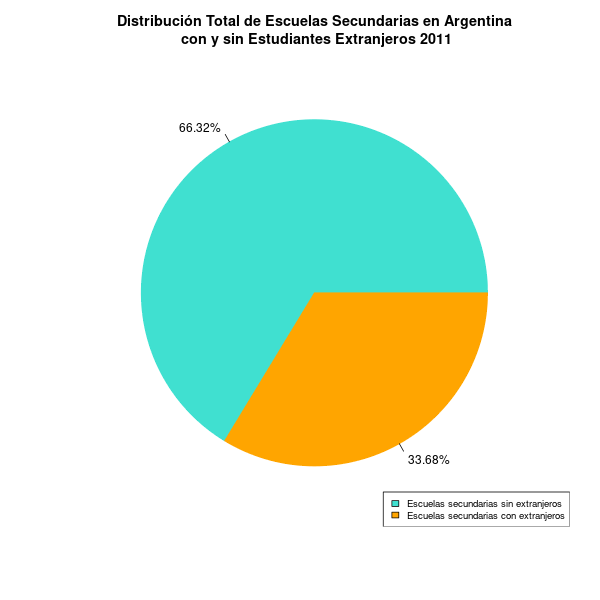 Distribución Total de Escuelas Secundarias en Argentina
con y sin Estudiantes Extranjeros 2011
66.32%
33.68%
Escuelas secundarias sin extranjeros
Escuelas secundarias con extranjeros